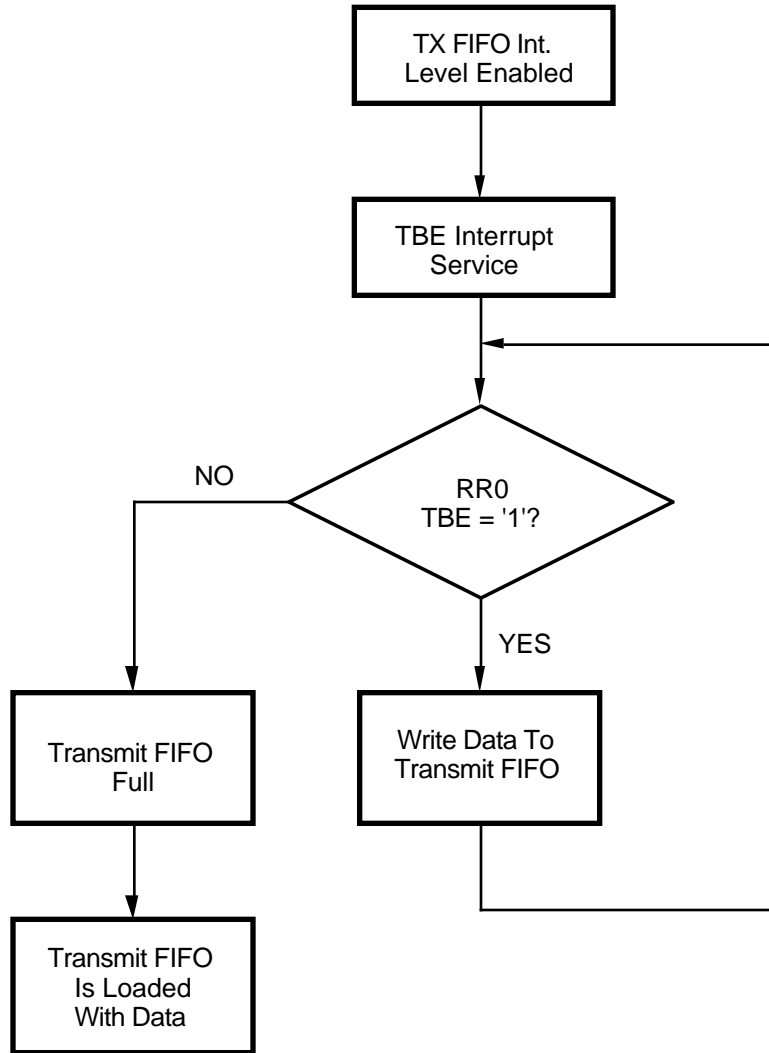 TX FIFO Int.
Level Enabled
TBE Interrupt
Service
NO
RR0
TBE = '1'?
YES
Transmit FIFO
Full
Write Data To
Transmit FIFO
Transmit FIFO
Is Loaded
With Data